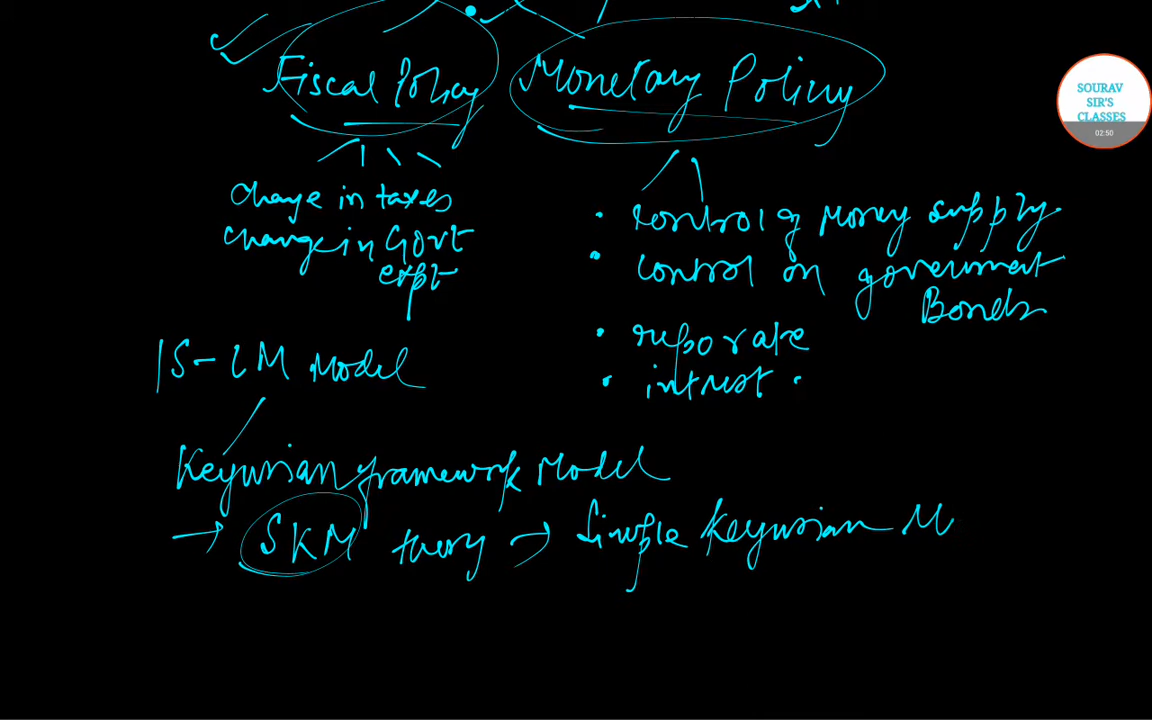 Fiscal Policy Monetary Policy
Change in taxes
change in Govt
expt
• control of Money supply.
• control on government
Bonds
• repo rate
• intrest.
IS-LM Model
Keynesian framework Model
→ SKM theory → Simple Keynesian M
SOURAV
SIR'S
CLASSES
02:50